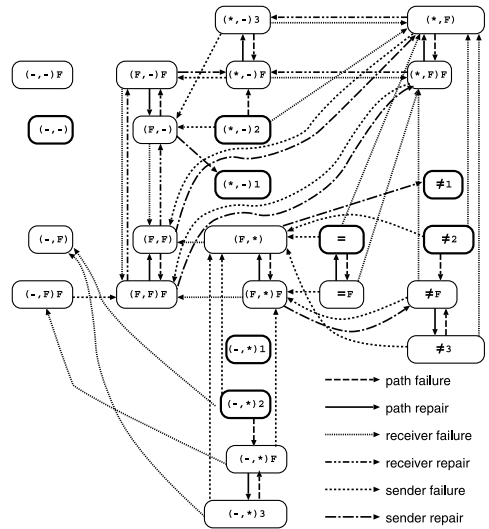 (*,-)3
(*,F)
(-,-)F
(F,-)F
(*,-)F
(*,F)F
(-,-)
(F,-)
(*,-)2
(*,-)1
≠1
(-,F)
(F,F)
(F,*)
=
≠2
(-,F)F
(F,F)F
(F,*)F
=F
≠F
(-,*)1
≠3
(-,*)2
(-,*)F
(-,*)3
path failure
path repair
receiver failure
receiver repair
sender failure
sender repair